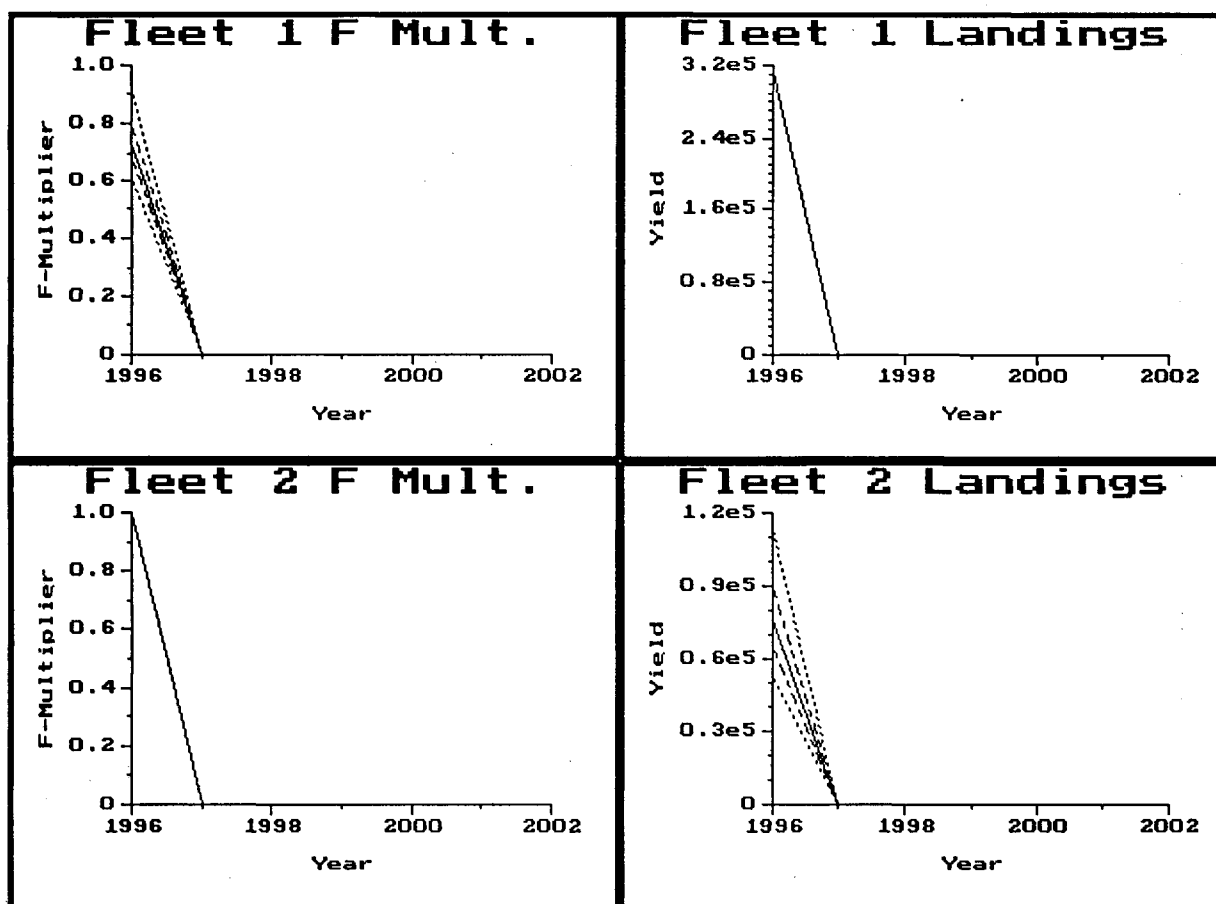 Fleet 1 F Mult.
1.0
0.8
0.6
0.4
0.2
0
F-Multiplier
1996 1998 2000 2002
Year
Fleet 1 Landings
3.2e5
2.4e5
1.6e5
0.8e5
0
Yield
1996 1998 2000 2002
Year
Fleet 2 F Mult.
1.0
0.8
0.6
0.4
0.2
0
F-Multiplier
1996 1998 2000 2002
Year
Fleet 2 Landings
1.2e5
0.9e5
0.6e5
0.3e5
0
Yield
1996 1998 2000 2002
Year